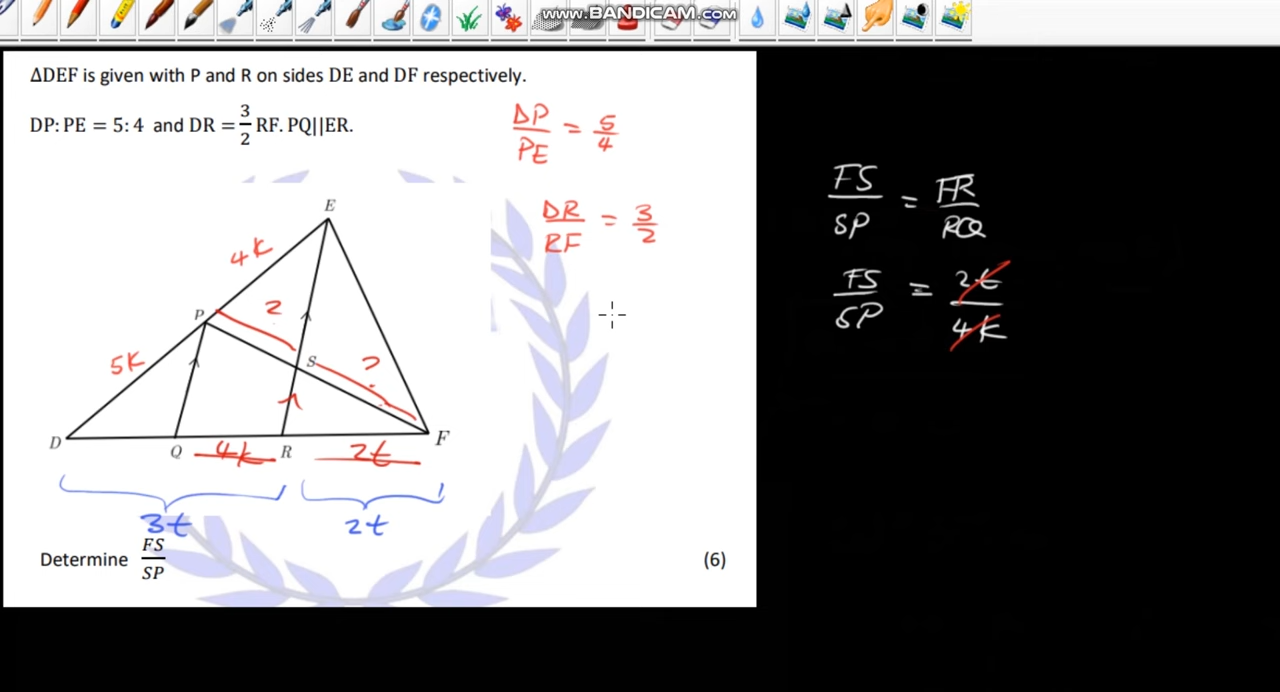 www.BANDICAM.com
ΔDEF is given with P and R on sides DE and DF respectively.
DP: PE = 5: 4 and DR = 3/2 RF. PQ||ER.
ΔP/PE = 5/4
DR/RF = 3/2
FS/SP = FR/RQ
FS/SP = 2t/4k
E
4k
P
2
5k
S
?
D
Q
4k
R
2t
F
3t
2t
Determine FS/SP
(6)